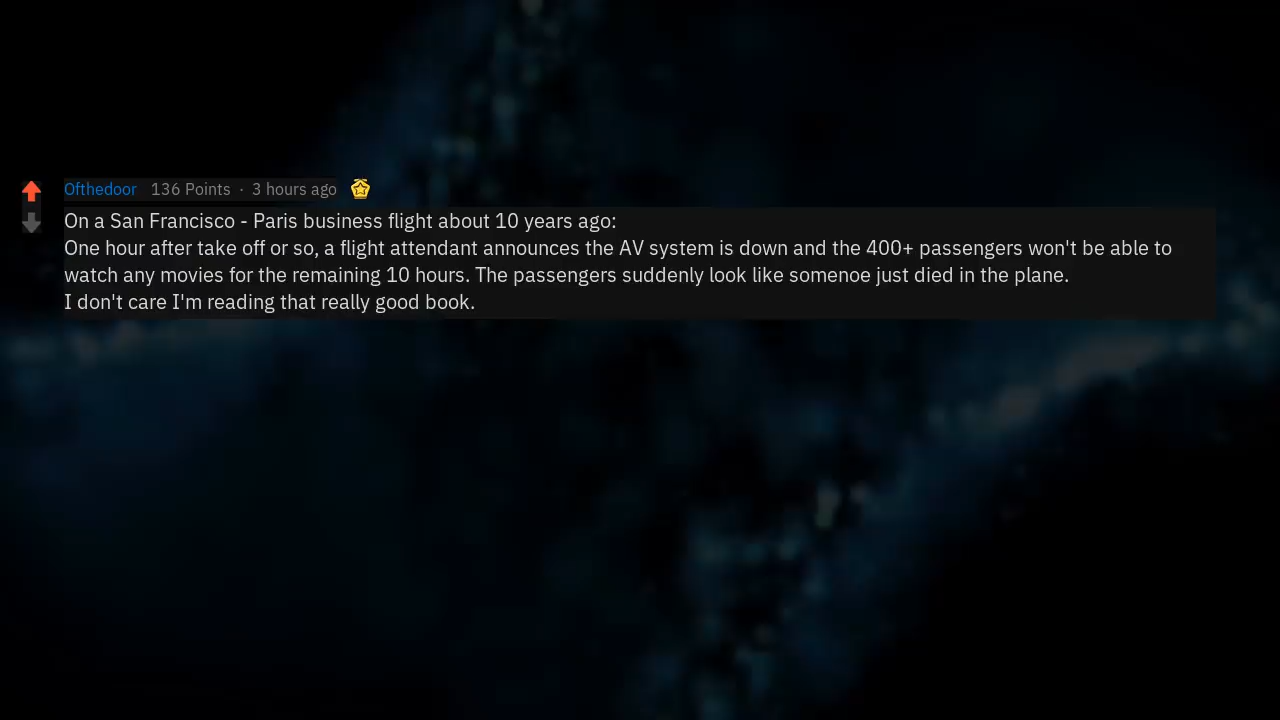 Ofthedoor 136 Points · 3 hours ago
On a San Francisco - Paris business flight about 10 years ago:
One hour after take off or so, a flight attendant announces the AV system is down and the 400+ passengers won't be able to
watch any movies for the remaining 10 hours. The passengers suddenly look like somenoe just died in the plane.
I don't care I'm reading that really good book.